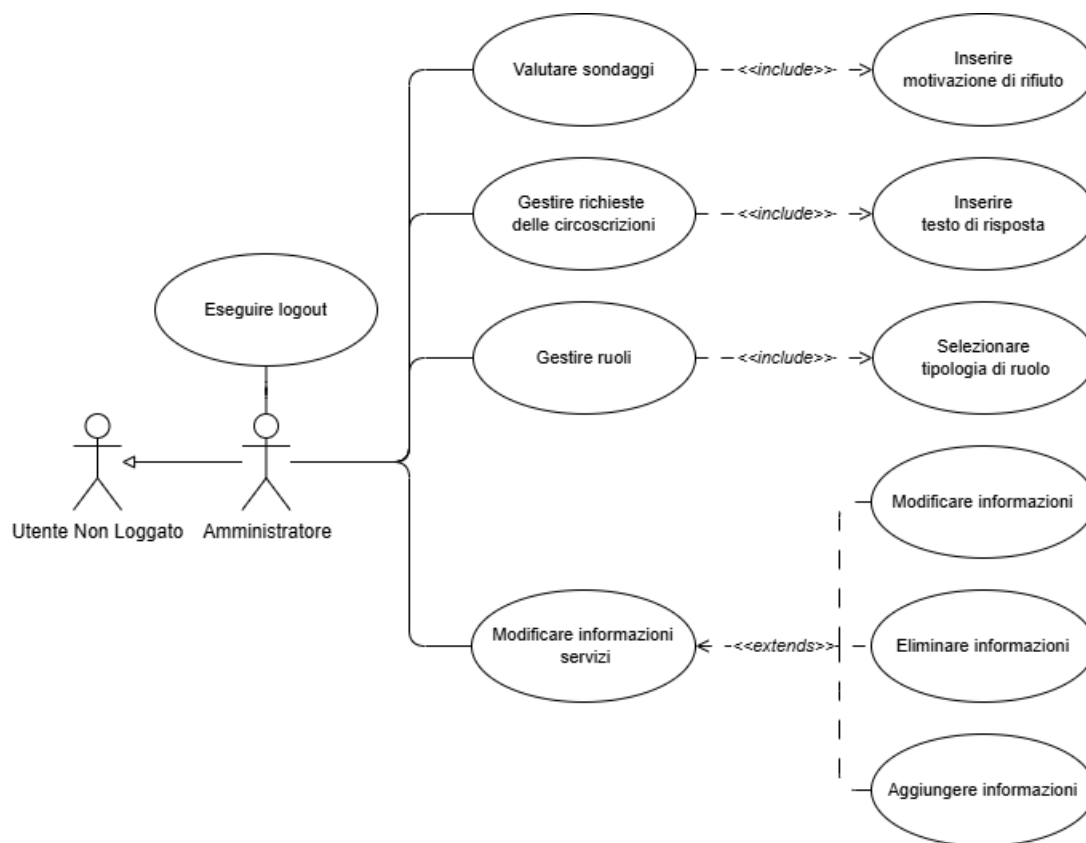 Valutare sondaggi
<<include>>
Inserire
motivazione di rifiuto
Gestire richieste
delle circoscrizioni
<<include>>
Inserire
testo di risposta
Eseguire logout
Gestire ruoli
<<include>>
Selezionare
tipologia di ruolo
Utente Non Loggato
Amministratore
Modificare informazioni
Modificare informazioni
servizi
<<extends>>
Eliminare informazioni
Aggiungere informazioni